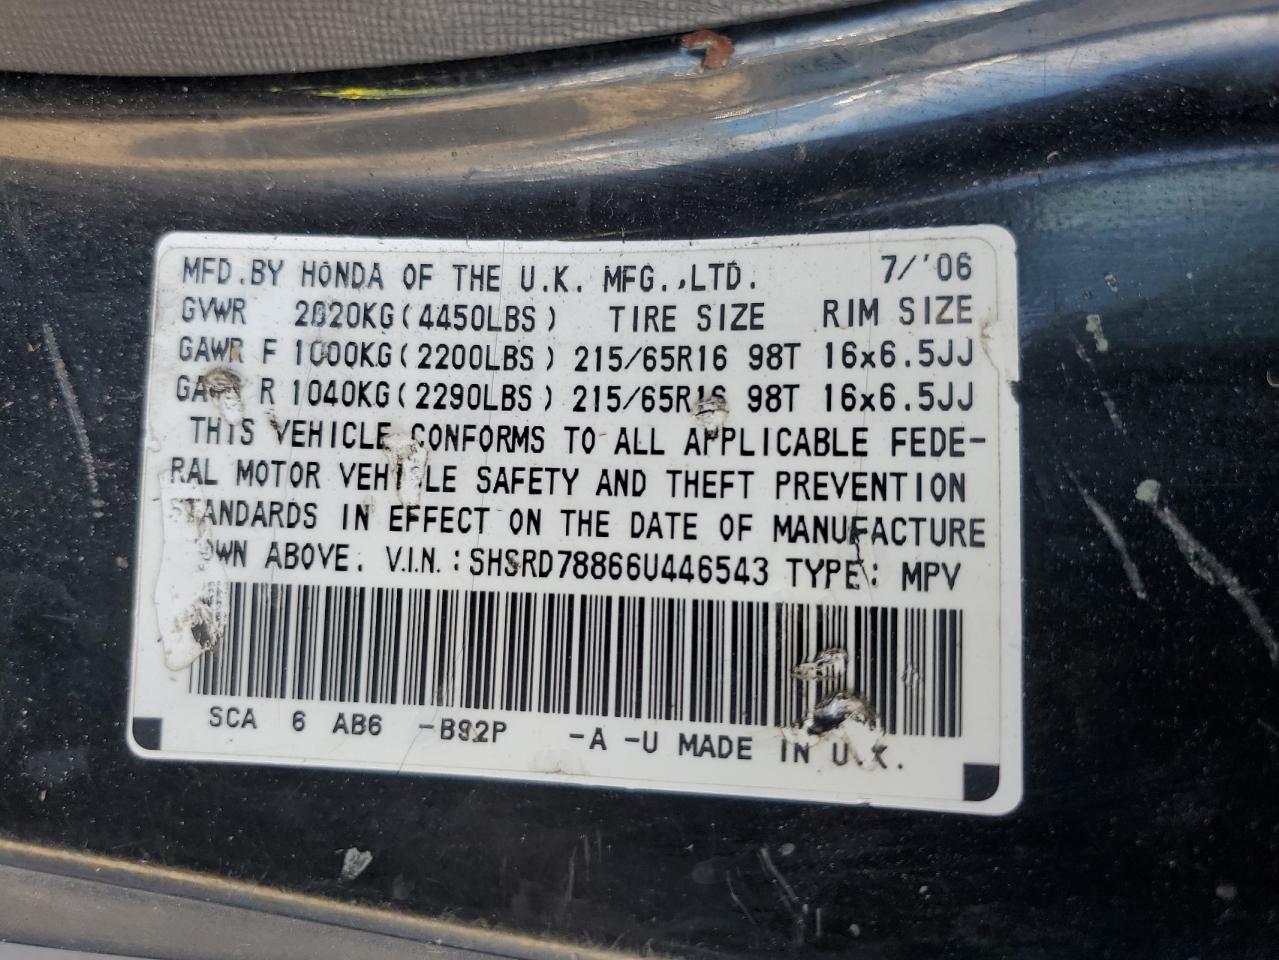 MFD.BY HONDA OF THE U.K. MFG.,LTD. 7/'06
GVWR 2020KG(4450LBS) TIRE SIZE RIM SIZE
GAWR F 1000KG(2200LBS) 215/65R16 98T 16x6.5JJ
GAWR R 1040KG(2290LBS) 215/65R16 98T 16x6.5JJ
THIS VEHICLE CONFORMS TO ALL APPLICABLE FEDE-
RAL MOTOR VEHICLE SAFETY AND THEFT PREVENTION
STANDARDS IN EFFECT ON THE DATE OF MANUFACTURE
OWN ABOVE. V.I.N.:SHSRD78866U446543 TYPE: MPV
SCA 6 AB6 -B92P -A -U MADE IN U.K.